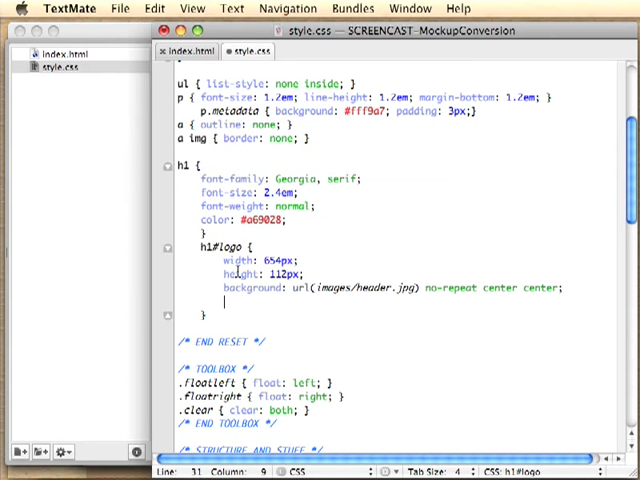 TextMate File Edit View Text Navigation Bundles Window Help
style.css — SCREENCAST-MockupConversion
index.html
style.css
index.html style.css
ul { list-style: none inside; }
p { font-size: 1.2em; line-height: 1.2em; margin-bottom: 1.2em; }
p.metadata { background: #fff9a7; padding: 3px;}
a { outline: none; }
a img { border: none; }
h1 {
font-family: Georgia, serif;
font-size: 2.4em;
font-weight: normal;
color: #a69028;
}
h1#logo {
width: 654px;
height: 112px;
background: url(images/header.jpg) no-repeat center center;
}
/* END RESET */
/* TOOLBOX */
.floatleft { float: left; }
.floatright { float: right; }
.clear { clear: both; }
/* END TOOLBOX */
/* STRUCTURE AND STUFF */
Line: 31 Column: 9 CSS Tab Size: 4 CSS: h1#logo